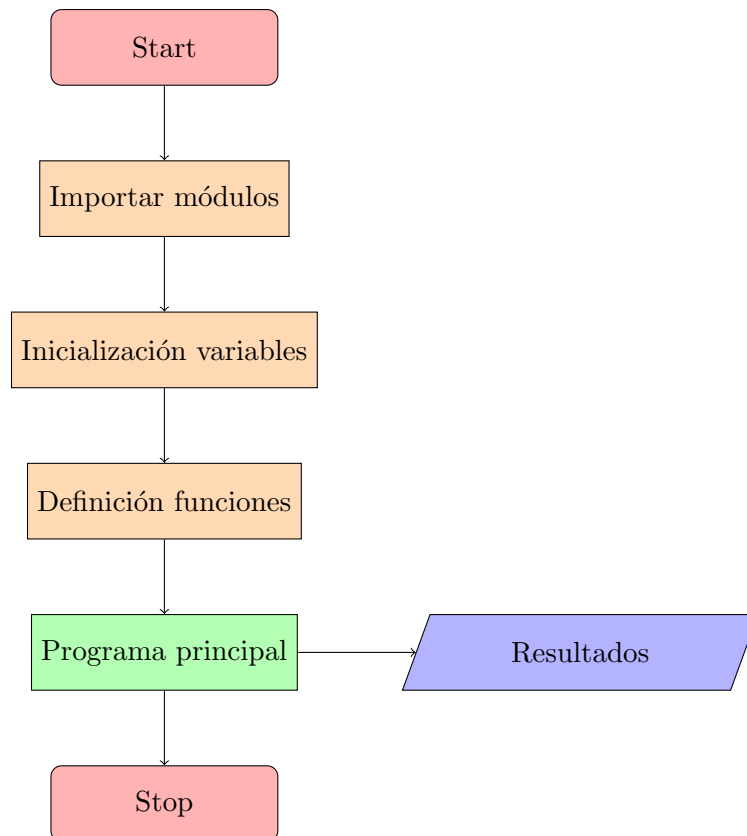 Start
Importar módulos
Inicialización variables
Definición funciones
Programa principal
Resultados
Stop